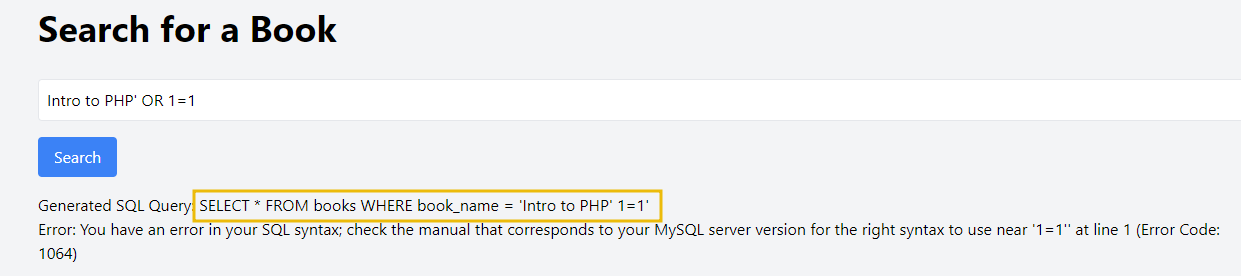 Search for a Book
Intro to PHP' OR 1=1
Search
Generated SQL Query: SELECT * FROM books WHERE book_name = 'Intro to PHP' 1=1'
Error: You have an error in your SQL syntax; check the manual that corresponds to your MySQL server version for the right syntax to use near '1=1'' at line 1 (Error Code:
1064)